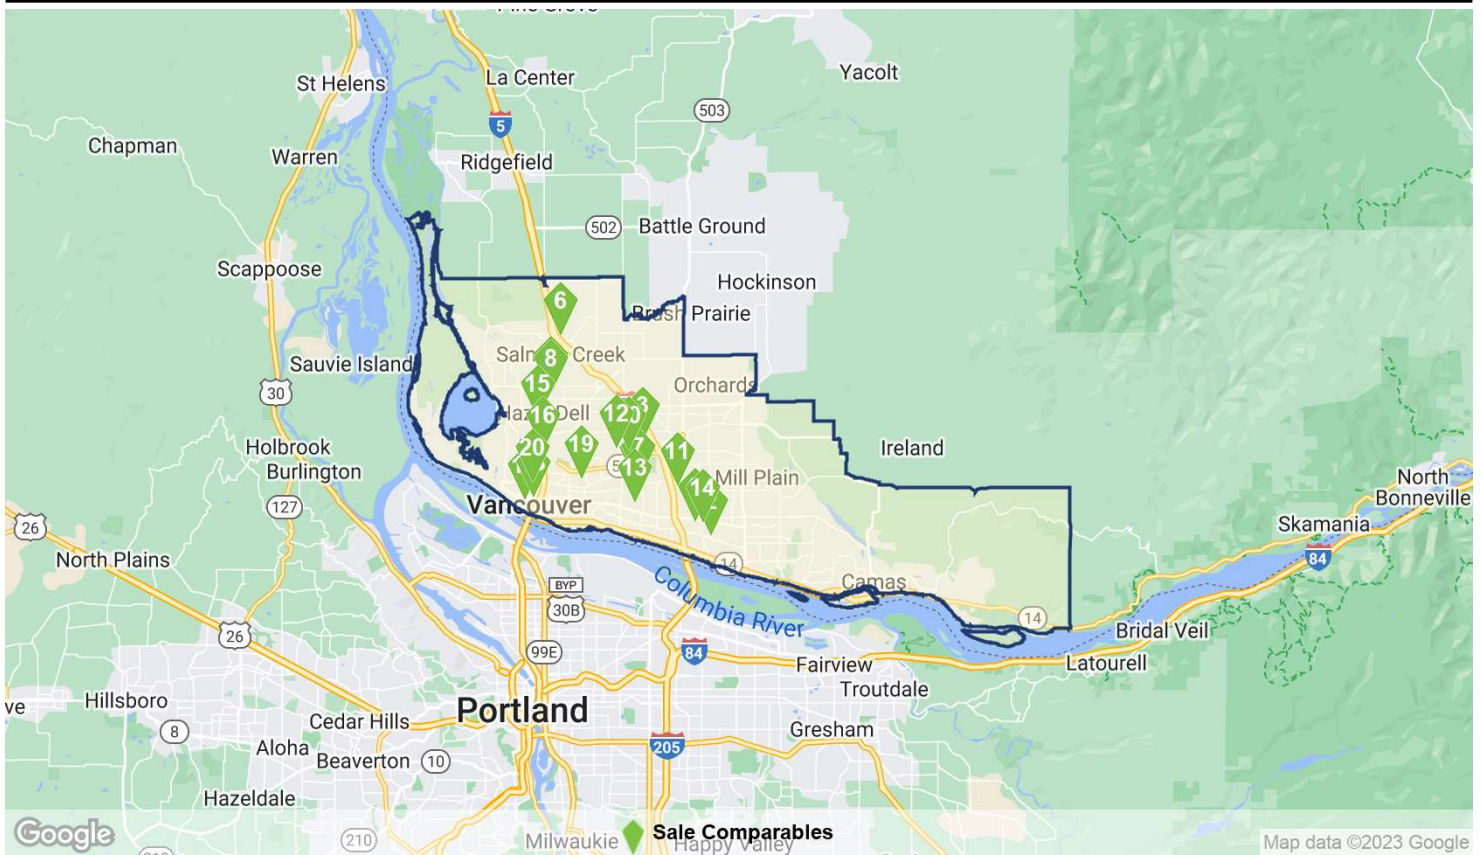 Yacolt
La Center
St Helens
503
5
Chapman
Warren
Ridgefield
502
Battle Ground
Scappoose
Hockinson
6
Brush Prairie
Creek
8
Sauvie Island
15
Orchards
30
16
Dell
12
3
Holbrook
20
19
7
11
Ireland
Burlington
13
14
Mill Plain
North
Bonneville
Vancouver
127
26
Skamania
84
North Plains
14
BYP
30B
Camas
Columbia River
14
26
Bridal Veil
99E
84
Fairview
Latourell
Hillsboro
Troutdale
Portland
8
Cedar Hills
Gresham
Aloha
205
Beaverton
10
Hazeldale
Google
210
Milwaukie
Sale Comparables
Happy Valley
Map data ©2023 Google